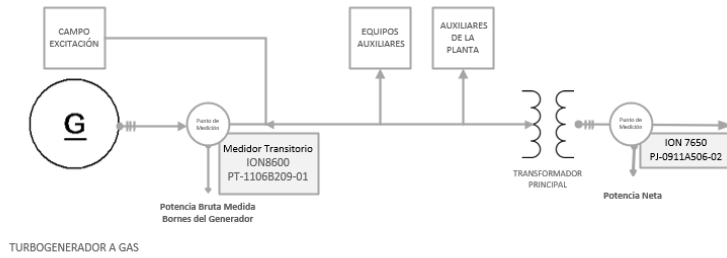 CAMPO
EXCITACIÓN
EQUIPOS
AUXILIARES
AUXILIARES
DE LA
PLANTA
G
Punto de
Medición
Medidor Transitorio
ION8600
PT-1106B209-01
Potencia Bruta Medida
Bornes del Generador
TRANSFORMADOR
PRINCIPAL
Punto de
Medición
ION 7650
PJ-0911A506-02
Potencia Neta
TURBOGENERADOR A GAS